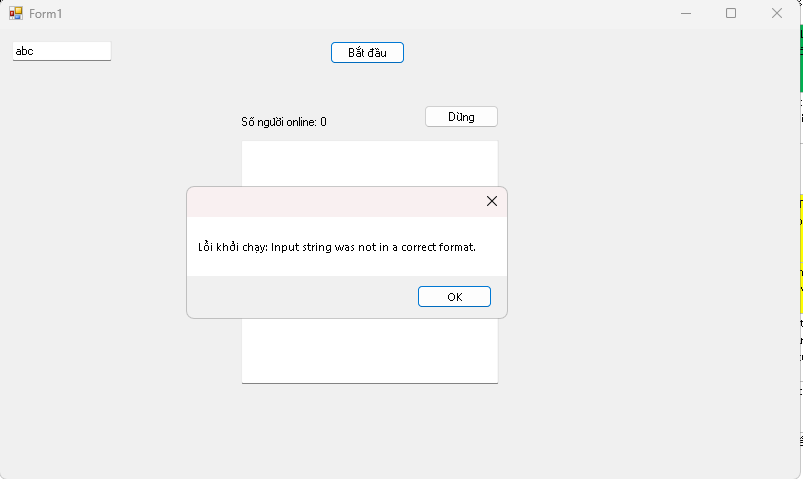 Form1
abc
Bắt đầu
Số người online: 0
Dừng
Lỗi khởi chạy: Input string was not in a correct format.
OK